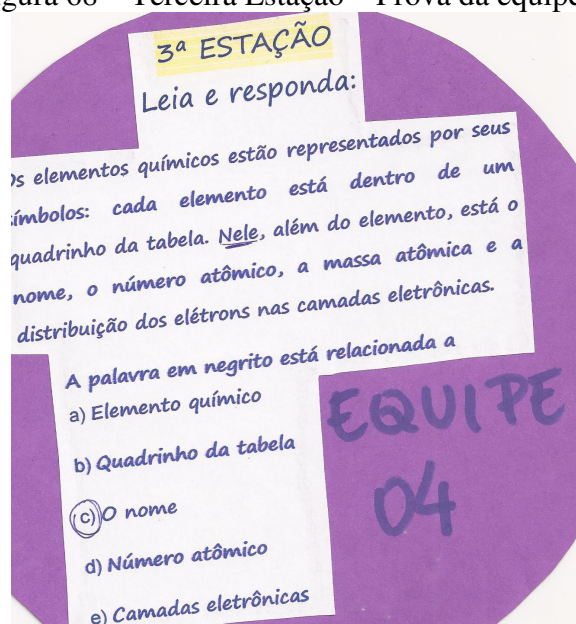 gura 08 – Terceira Estação – Prova da equipe
3ª ESTAÇÃO
Leia e responda:
Os elementos químicos estão representados por seus
símbolos: cada elemento está dentro de um
quadrinho da tabela. Nele, além do elemento, está o
nome, o número atômico, a massa atômica e a
distribuição dos elétrons nas camadas eletrônicas.
A palavra em negrito está relacionada a
a) Elemento químico
b) Quadrinho da tabela
c) O nome
d) Número atômico
e) Camadas eletrônicas
EQUIPE
04